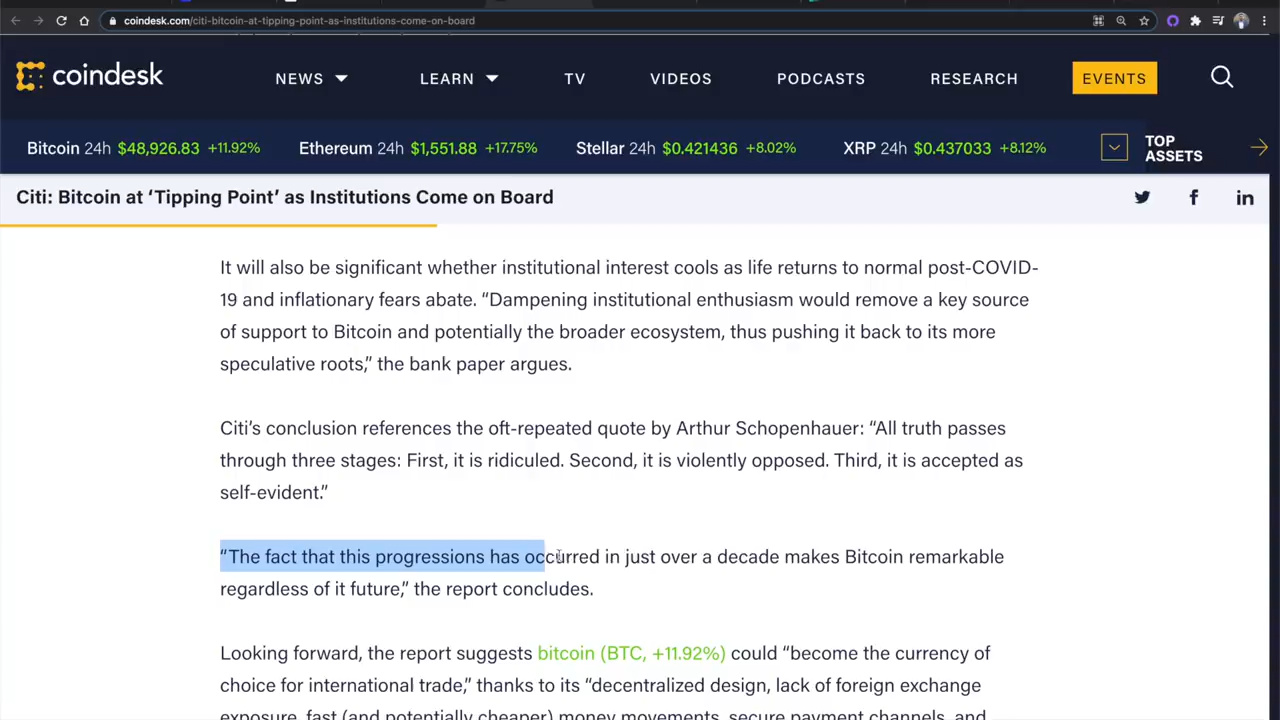 coindesk.com/citi-bitcoin-at-tipping-point-as-institutions-come-on-board
coindesk NEWS LEARN TV VIDEOS PODCASTS RESEARCH EVENTS
Bitcoin 24h $48,926.83 +11.92% Ethereum 24h $1,551.88 +17.75% Stellar 24h $0.421436 +8.02% XRP 24h $0.437033 +8.12% TOP
ASSETS
Citi: Bitcoin at ‘Tipping Point’ as Institutions Come on Board
It will also be significant whether institutional interest cools as life returns to normal post-COVID-
19 and inflationary fears abate. “Dampening institutional enthusiasm would remove a key source
of support to Bitcoin and potentially the broader ecosystem, thus pushing it back to its more
speculative roots,” the bank paper argues.
Citi’s conclusion references the oft-repeated quote by Arthur Schopenhauer: “All truth passes
through three stages: First, it is ridiculed. Second, it is violently opposed. Third, it is accepted as
self-evident.”
“The fact that this progressions has occurred in just over a decade makes Bitcoin remarkable
regardless of it future,” the report concludes.
Looking forward, the report suggests bitcoin (BTC, +11.92%) could “become the currency of
choice for international trade,” thanks to its “decentralized design, lack of foreign exchange
exposure, fast (and potentially cheaper) money movements, secure payment channels, and